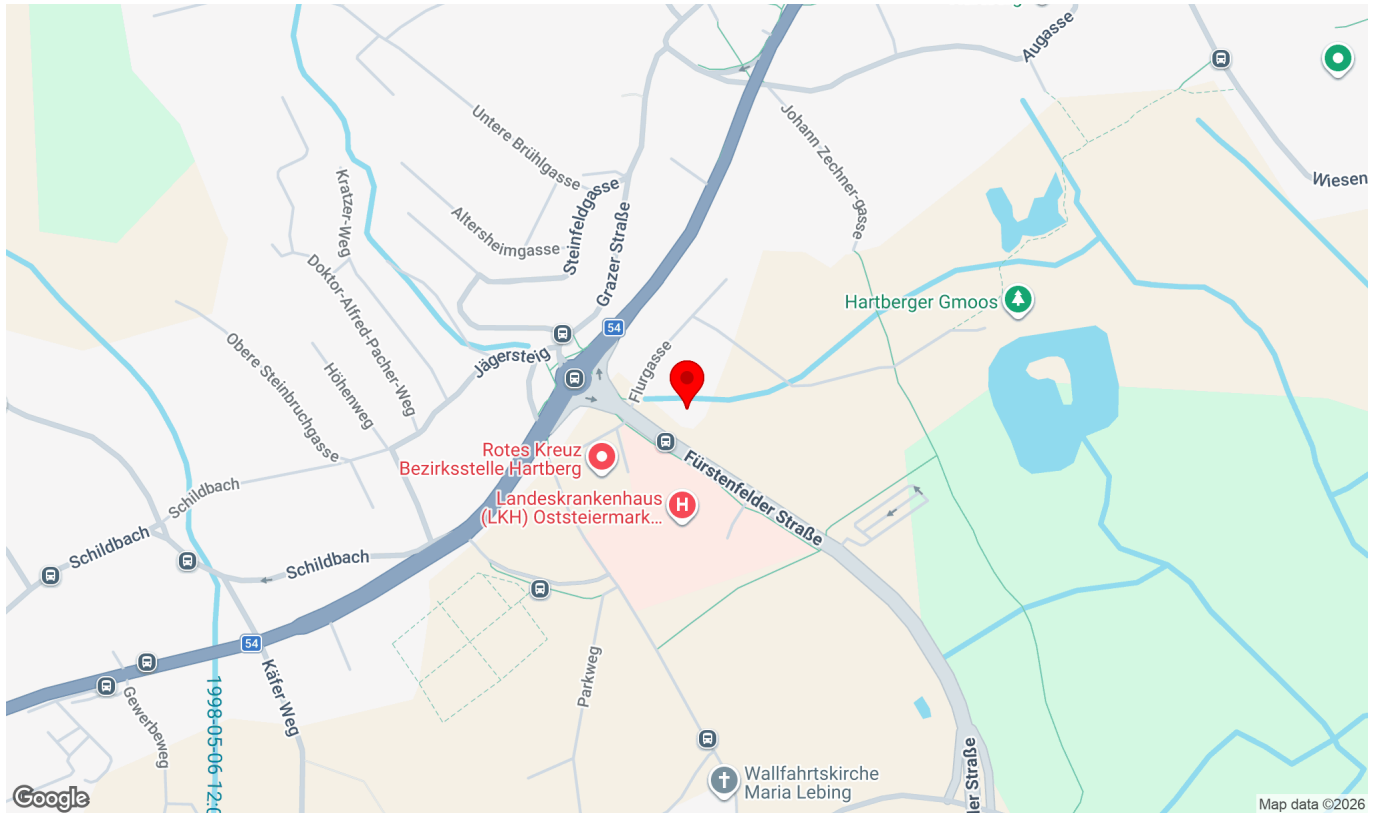 Augasse
Untere Brühlgasse
Johann Zechner-gasse
Kratzer-Weg
Steinfeldgasse
Wiesen
Altersheimgasse
Grazer Straße
Doktor-Alfred-Pacher-Weg
Hartberger Gmoos
54
Obere Steinbruchgasse
Jägersteig
Höhenweg
Flurgasse
Rotes Kreuz
Bezirksstelle Hartberg
Fürstenfelder Straße
Landeskrankenhaus
(LKH) Oststeiermark...
H
Schildbach
Schildbach
Schildbach
54
Käfer Weg
Parkweg
Gewerbeweg
1998-05-06 12:0
Wallfahrtskirche
Maria Lebing
der Straße
Google
Map data ©2026